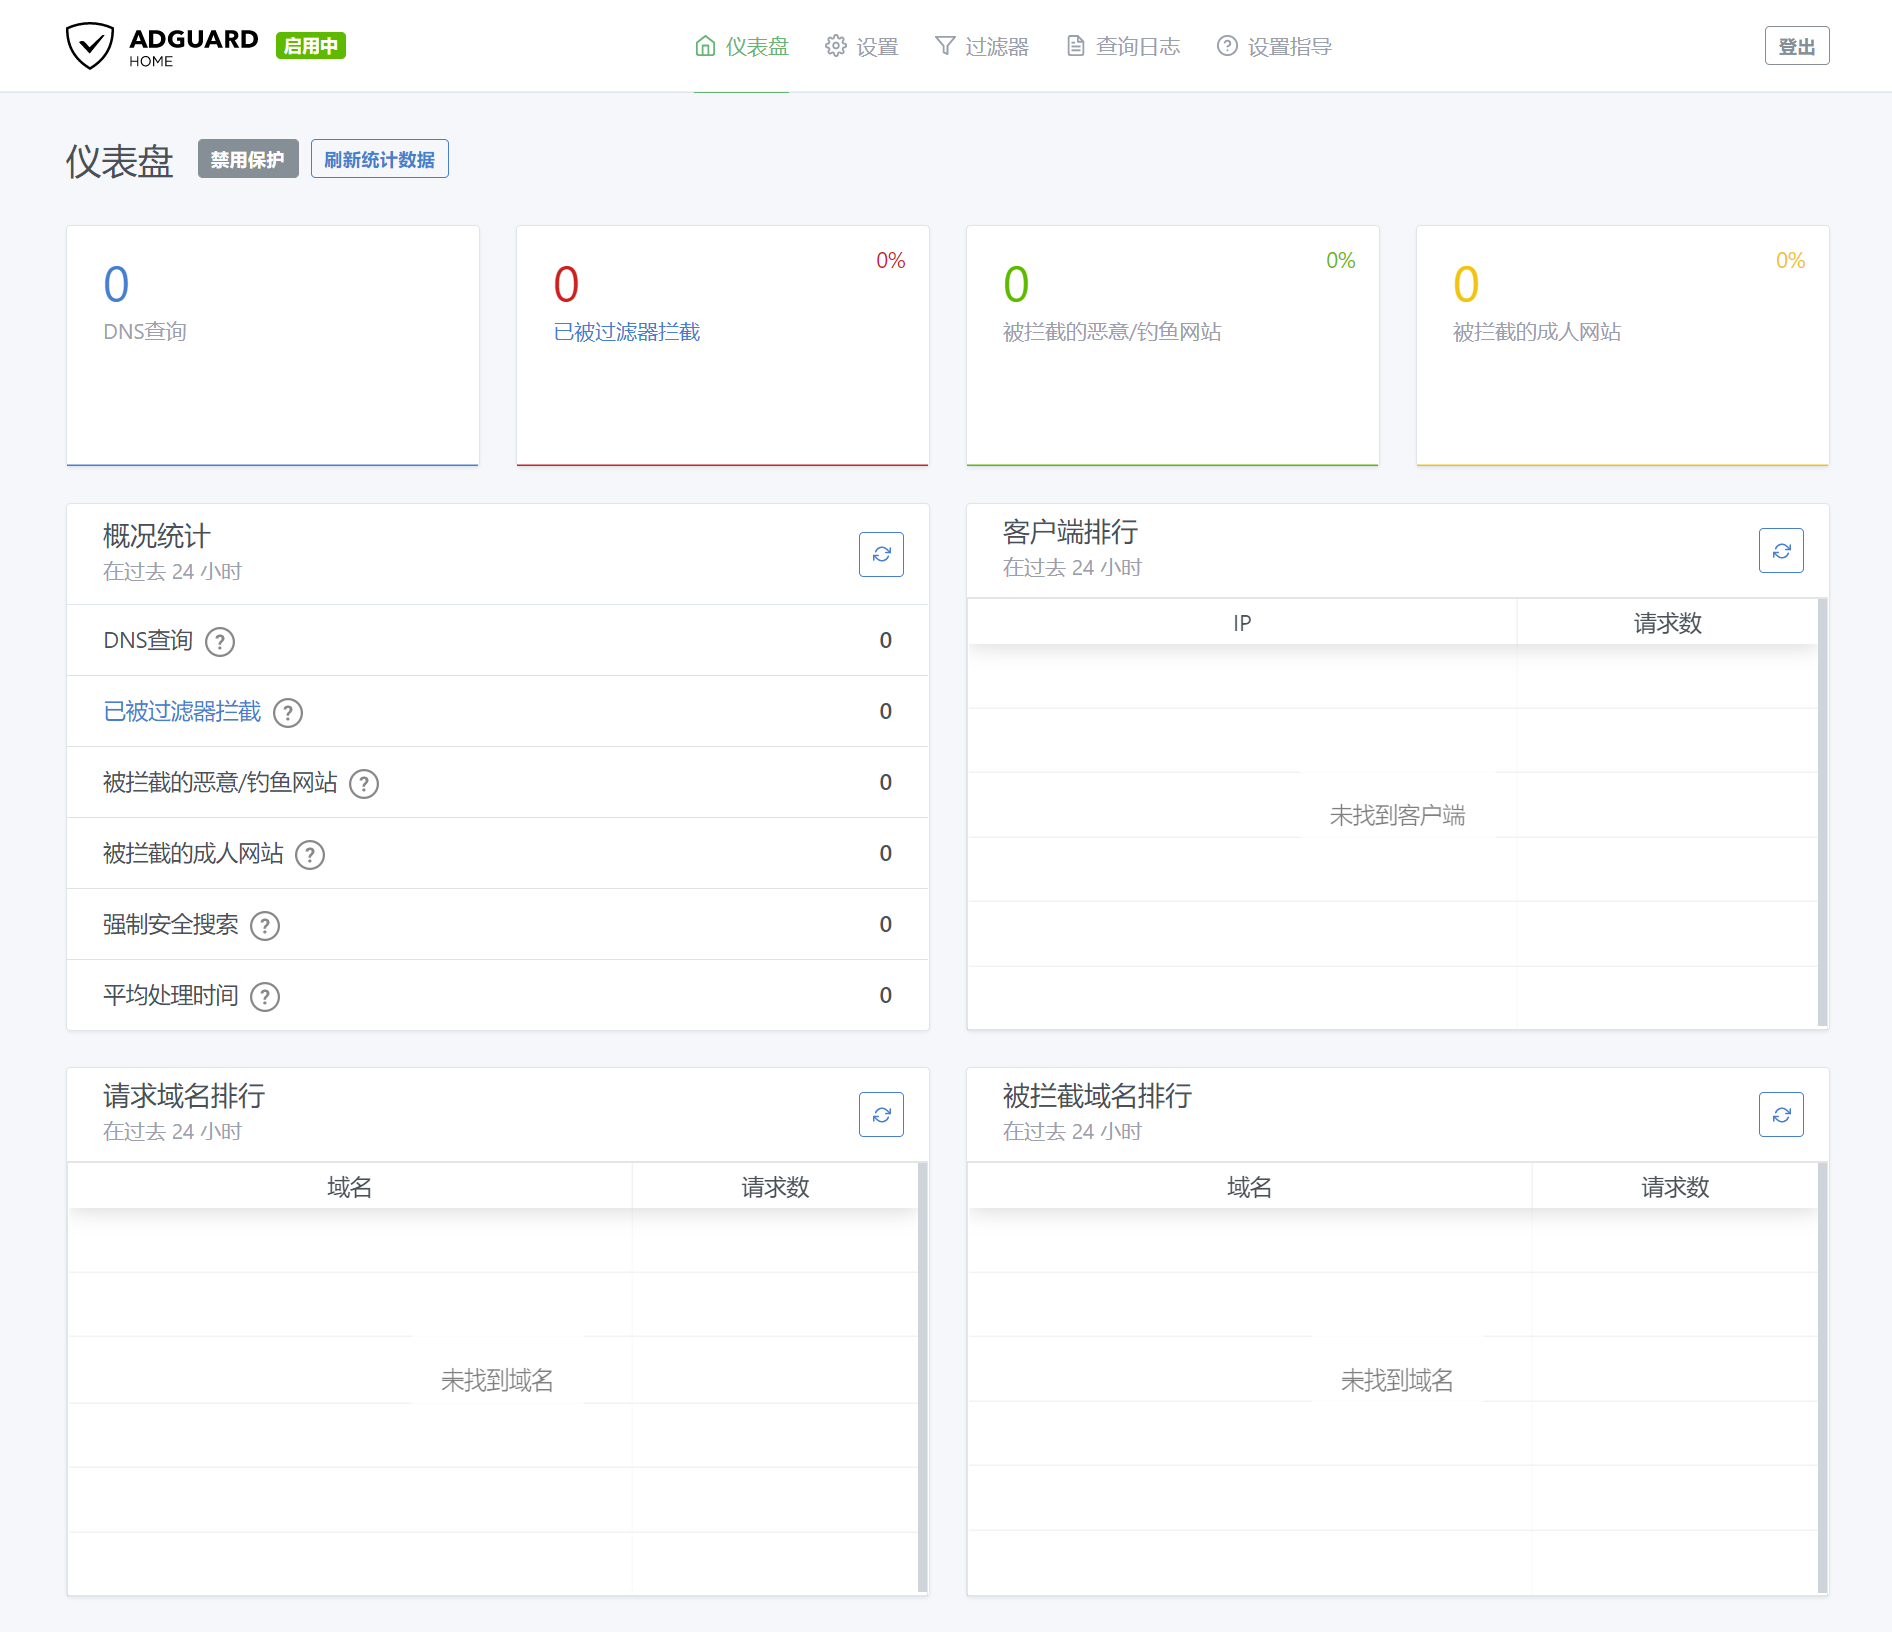 ADGUARD
HOME
启用中
仪表盘
设置
过滤器
查询日志
设置指导
登出
仪表盘
禁用保护
刷新统计数据
0
DNS查询
0%
0
已被过滤器拦截
0%
0
被拦截的恶意/钓鱼网站
0%
0
被拦截的成人网站
概况统计
在过去 24 小时
DNS查询 ? 0
已被过滤器拦截 ? 0
被拦截的恶意/钓鱼网站 ? 0
被拦截的成人网站 ? 0
强制安全搜索 ? 0
平均处理时间 ? 0
客户端排行
在过去 24 小时
IP 请求数
未找到客户端
请求域名排行
在过去 24 小时
域名 请求数
未找到域名
被拦截域名排行
在过去 24 小时
域名 请求数
未找到域名